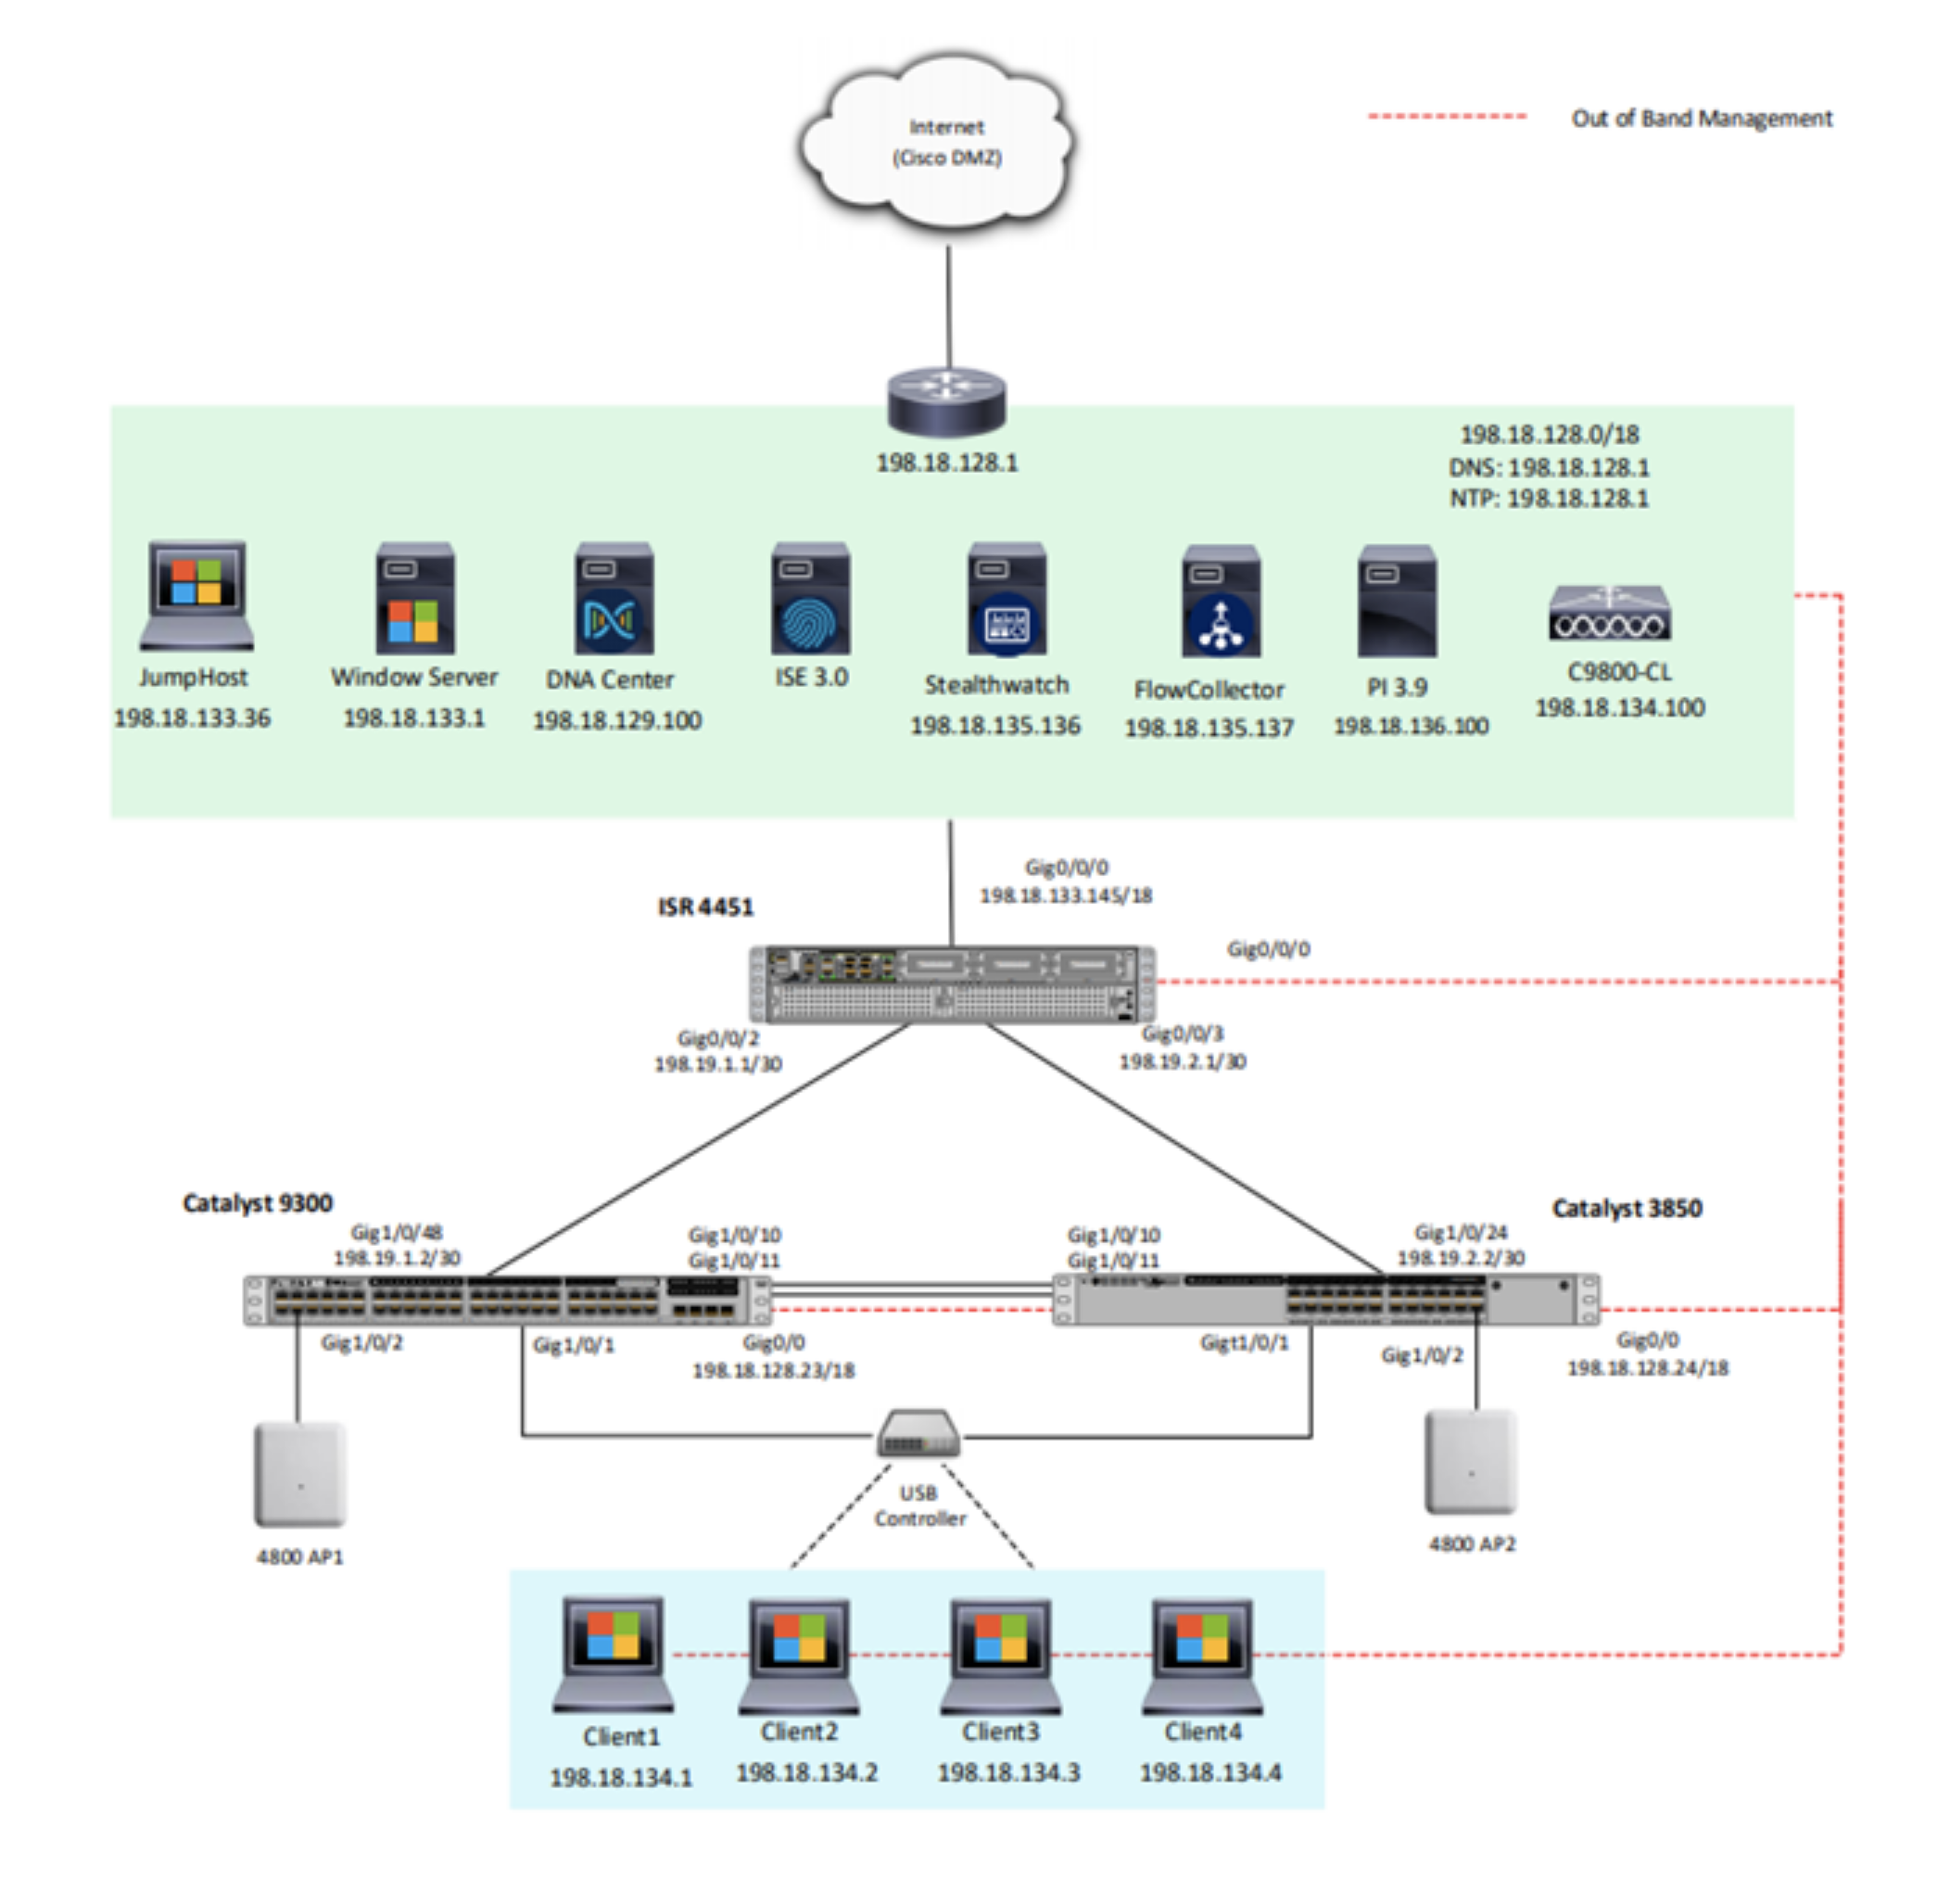 Internet
(Cisco DMZ)
Out of Band Management
198.18.128.1
198.18.128.0/18
DNS: 198.18.128.1
NTP: 198.18.128.1
JumpHost
198.18.133.36
Window Server
198.18.133.1
DNA Center
198.18.129.100
ISE 3.0
Stealthwatch
198.18.135.136
FlowCollector
198.18.135.137
PI 3.9
198.18.136.100
C9800-CL
198.18.134.100
Gig0/0/0
198.18.133.145/18
ISR 4451
Gig0/0/0
Gig0/0/2
198.19.1.1/30
Gig0/0/3
198.19.2.1/30
Catalyst 9300
Gig1/0/48
198.19.1.2/30
Gig1/0/10
Gig1/0/11
Gig1/0/10
Gig1/0/11
Gig1/0/24
198.19.2.2/30
Catalyst 3850
Gig1/0/2
Gig1/0/1
Gig0/0
198.18.128.23/18
Gigt1/0/1
Gig1/0/2
Gig0/0
198.18.128.24/18
USB
Controller
4800 AP1
4800 AP2
Client1
198.18.134.1
Client2
198.18.134.2
Client3
198.18.134.3
Client4
198.18.134.4